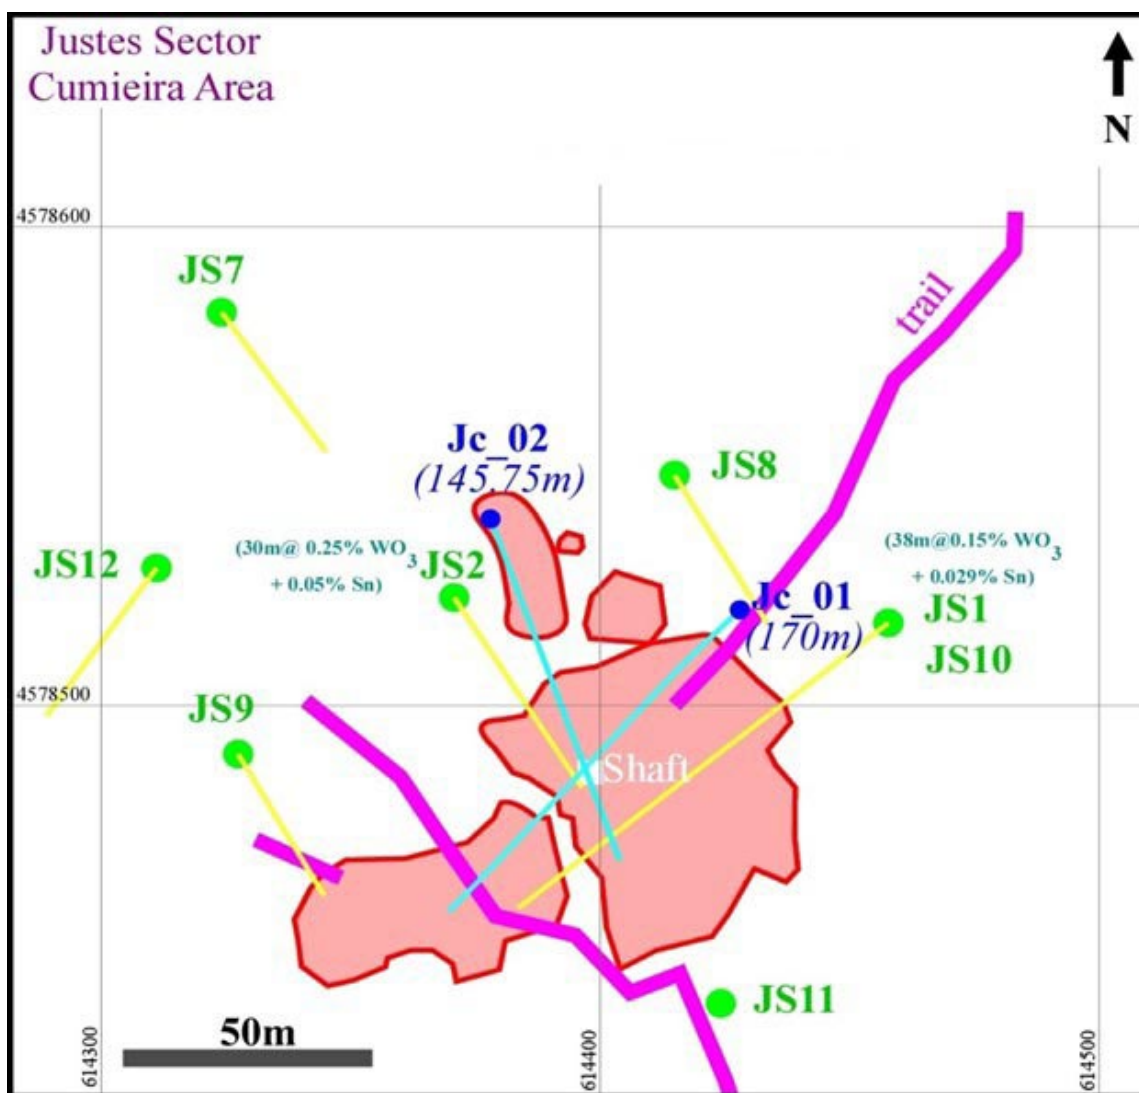 Justes Sector
Cumieira Area
N
4578600
JS7
trail
Jc_02
(145.75m)
JS8
(30m@ 0.25% WO3
+ 0.05% Sn)
(38m@0.15% WO3
+ 0.029% Sn)
JS12
JS2
Jc_01
(170m)
JS1
JS10
4578500
JS9
Shaft
JS11
50m
614300
614400
614500